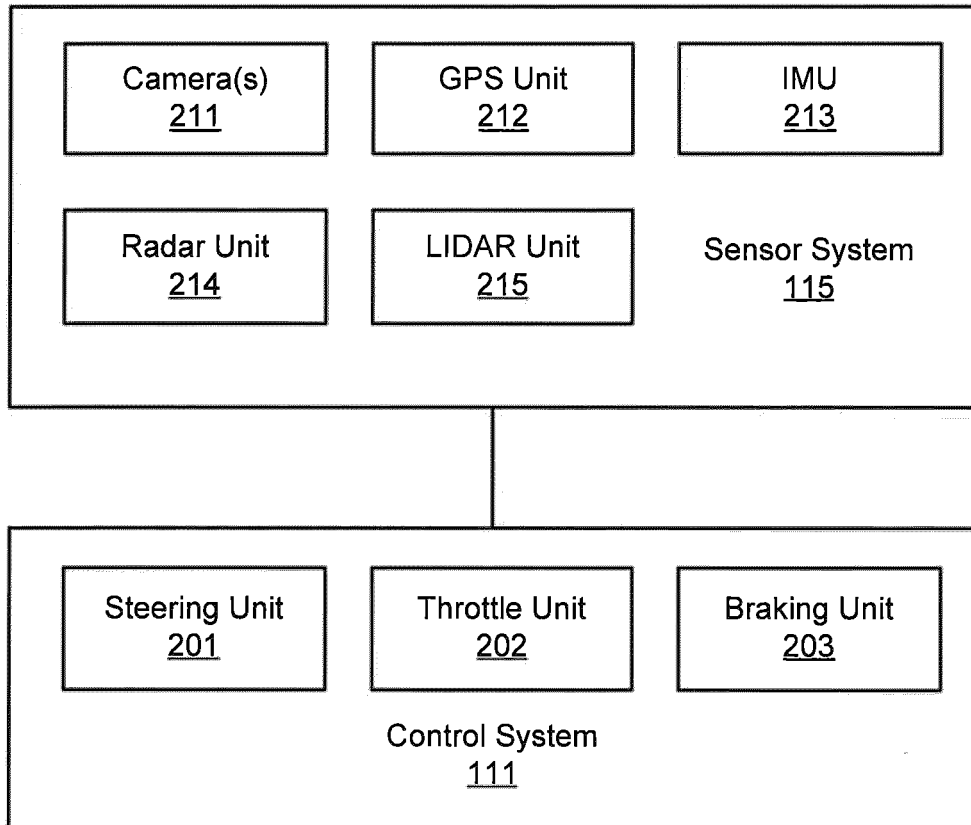 Camera(s)
211
GPS Unit
212
IMU
213
Radar Unit
214
LIDAR Unit
215
Sensor System
115
Steering Unit
201
Throttle Unit
202
Braking Unit
203
Control System
111